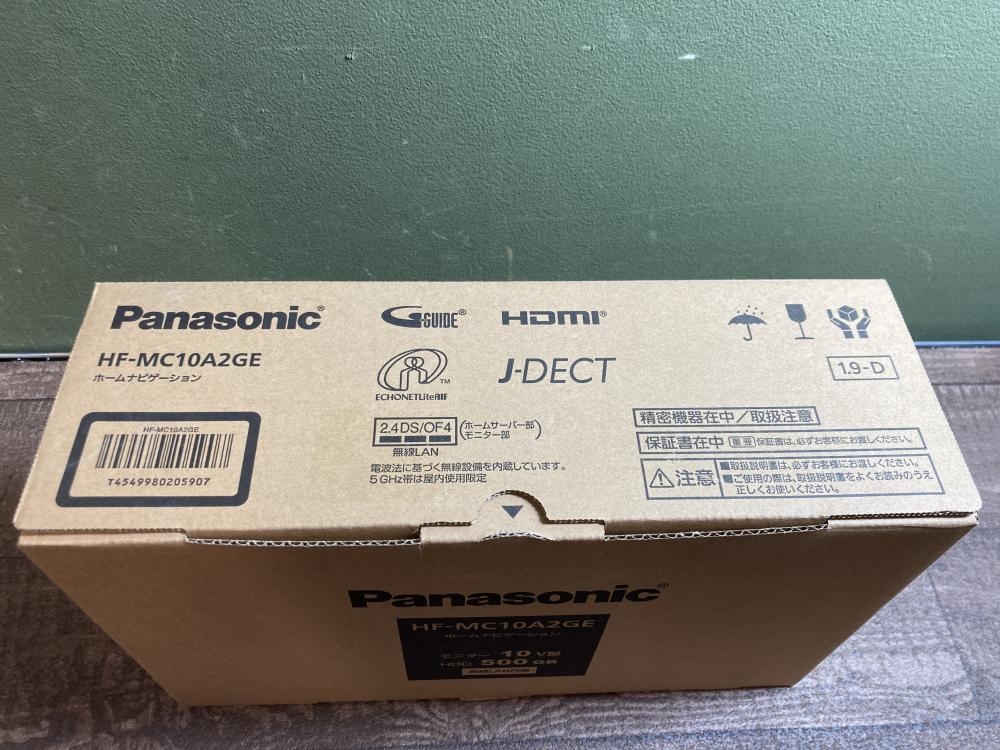 Panasonic®
HF-MC10A2GE
ホームナビゲーション
HF-MC10A2GE
T4549980205907
G-GUIDE®
HDMI®
ECHONETLiteAIF
TM
J-DECT
2.4DS/OF4
(ホームサーバー部
モニター部)
無線LAN
電波法に基づく無線設備を内蔵しています。
5GHz帯は屋内使用限定
1.9-D
精密機器在中/取扱注意
保証書在中 重要 保証書は、必ずお客様にお渡しください。
注意
■取扱説明書は、必ずお客様にお渡しください。
■ご使用の際は、取扱説明書をよくお読みのうえ
正しくお使いください。
Panasonic®
HF-MC10A2GE
ホームナビゲーション
モニター 10V型
HDD 500GB
無線LAN内蔵